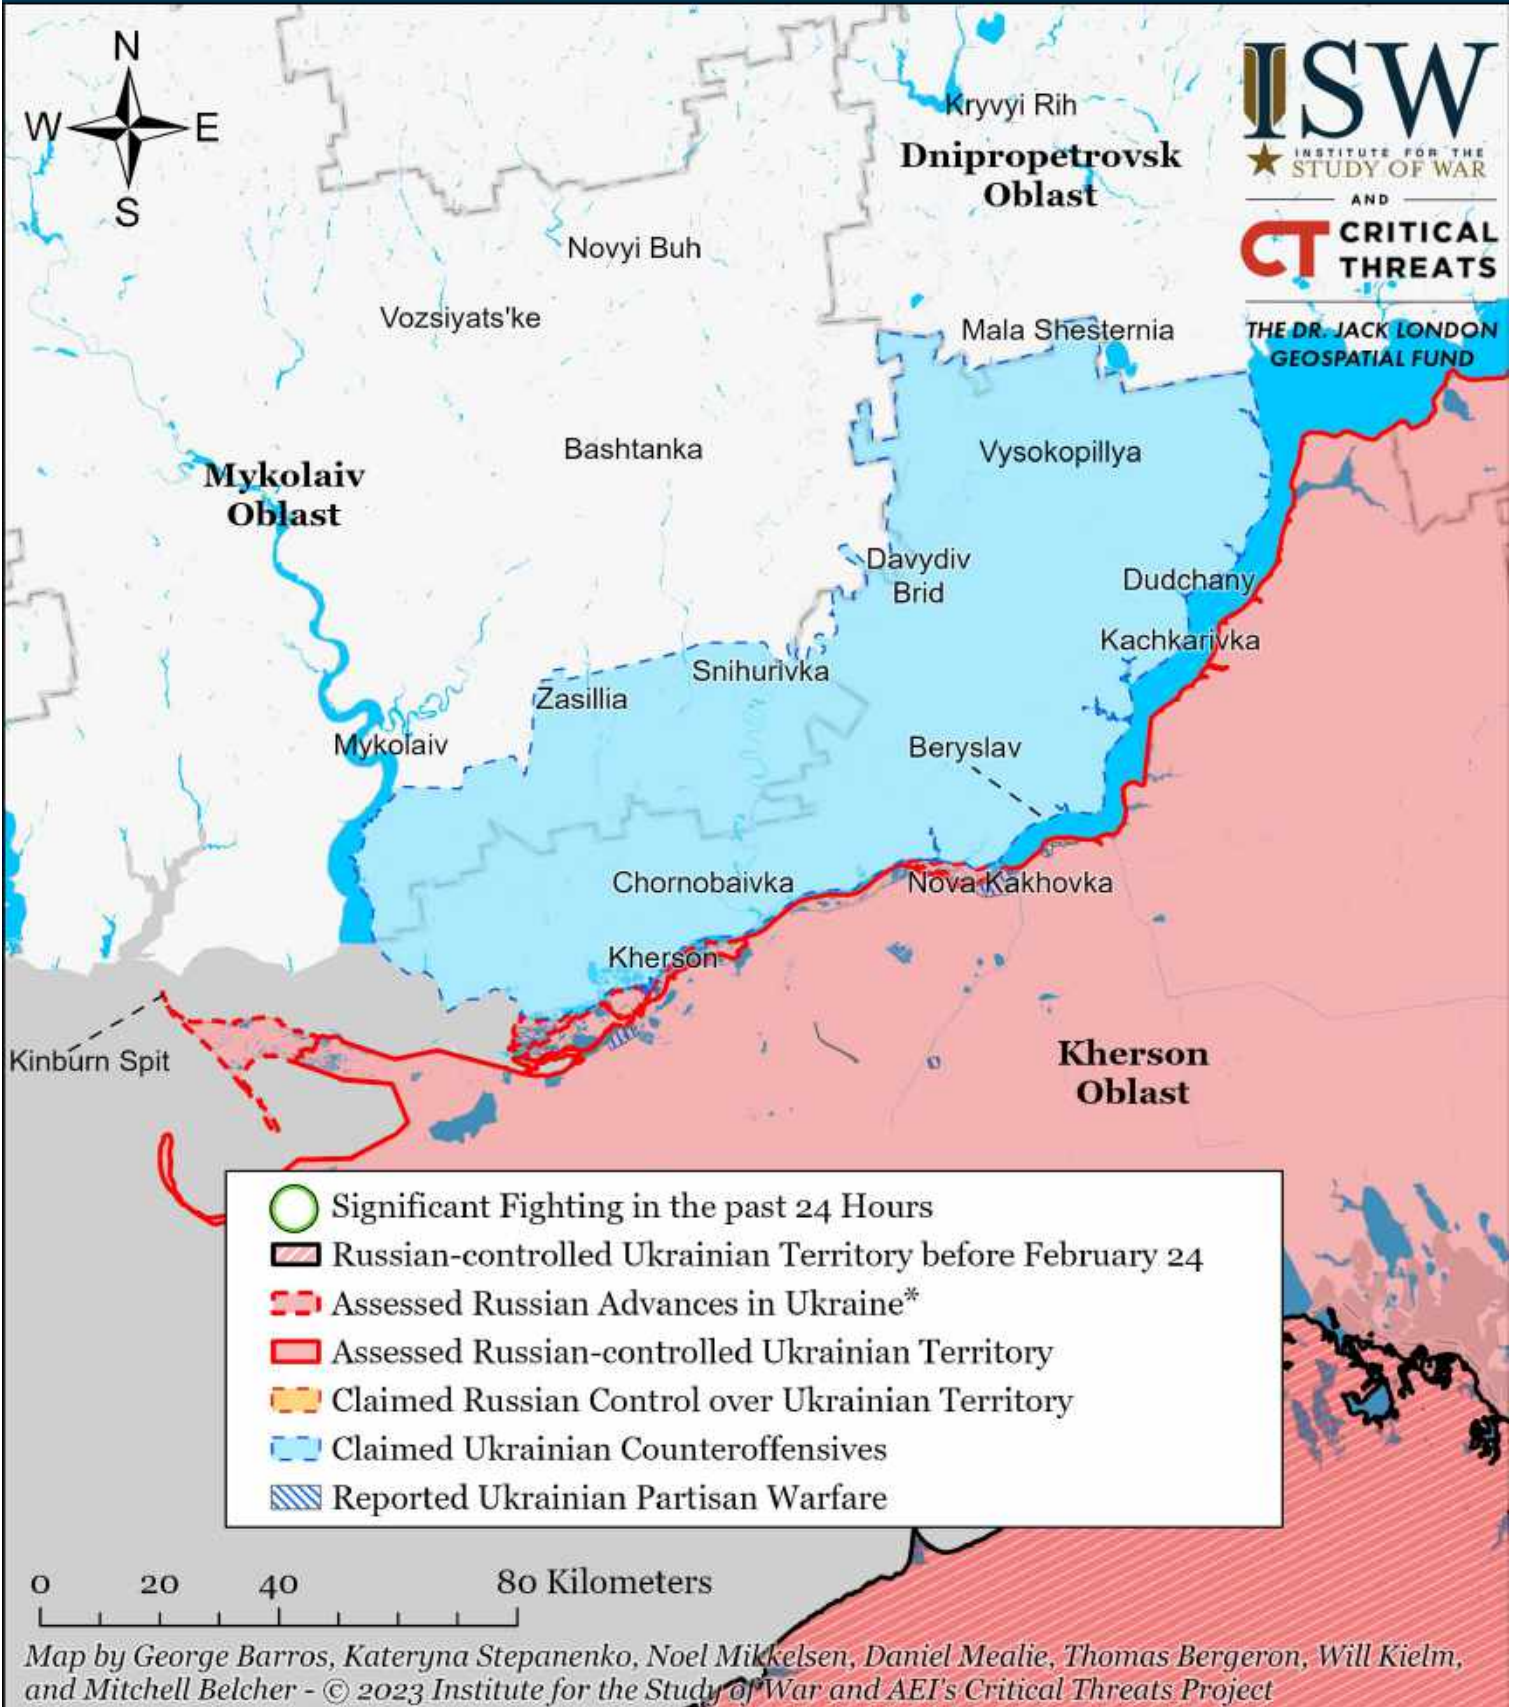 N
W E
S
ISW
INSTITUTE FOR THE
STUDY OF WAR
AND
CT CRITICAL
THREATS
THE DR. JACK LONDON
GEOSPATIAL FUND
Kryvyi Rih
Dnipropetrovsk
Oblast
Novyi Buh
Vozsiyats'ke
Mala Shesternia
Bashtanka
Vysokopillya
Mykolaiv
Oblast
Davydiv
Brid
Dudchany
Kachkarivka
Snihurivka
Zasillia
Mykolaiv
Beryslav
Chornobaivka
Nova Kakhovka
Kherson
Kinburn Spit
Kherson
Oblast
Significant Fighting in the past 24 Hours
Russian-controlled Ukrainian Territory before February 24
Assessed Russian Advances in Ukraine*
Assessed Russian-controlled Ukrainian Territory
Claimed Russian Control over Ukrainian Territory
Claimed Ukrainian Counteroffensives
Reported Ukrainian Partisan Warfare
0 20 40 80 Kilometers
Map by George Barros, Kateryna Stepanenko, Noel Mikkelsen, Daniel Mealie, Thomas Bergeron, Will Kielm,
and Mitchell Belcher - © 2023 Institute for the Study of War and AEI's Critical Threats Project